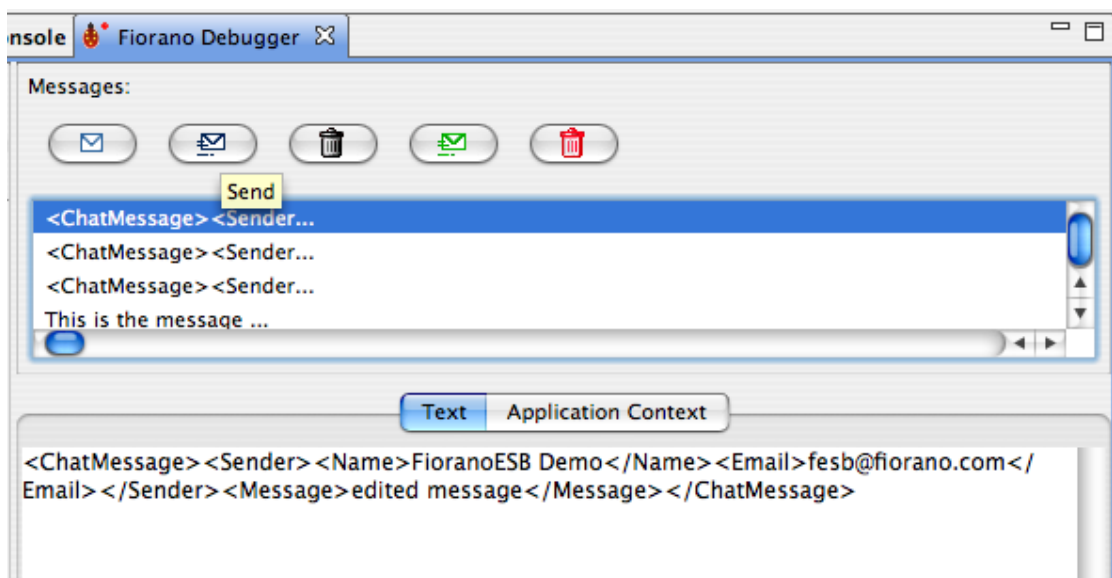 onsole Fiorano Debugger
Messages:
Send
<ChatMessage><Sender...
<ChatMessage><Sender...
<ChatMessage><Sender...
This is the message ...
Text Application Context
<ChatMessage><Sender><Name>FioranoESB Demo</Name><Email>fesb@fiorano.com</
Email></Sender><Message>edited message</Message></ChatMessage>